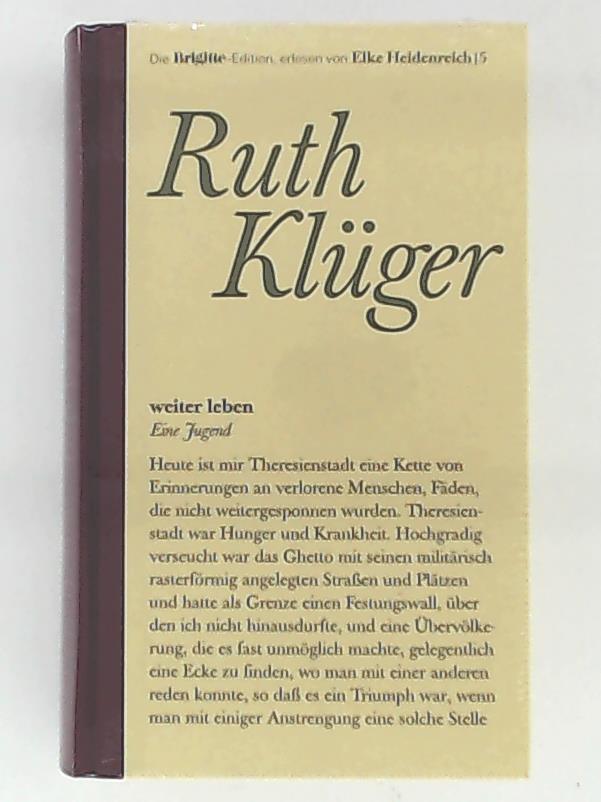 Die Brigitte-Edition, erlesen von Elke Heidenreich | 5
Ruth
Klüger
weiter leben
Eine Jugend
Heute ist mir Theresienstadt eine Kette von
Erinnerungen an verlorene Menschen, Fäden,
die nicht weitergesponnen wurden. Theresien-
stadt war Hunger und Krankheit. Hochgradig
verseucht war das Ghetto mit seinen militärisch
rasterförmig angelegten Straßen und Plätzen
und hatte als Grenze einen Festungswall, über
den ich nicht hinausdurfte, und eine Übervölke-
rung, die es fast unmöglich machte, gelegentlich
eine Ecke zu finden, wo man mit einer anderen
reden konnte, so daß es ein Triumph war, wenn
man mit einiger Anstrengung eine solche Stelle